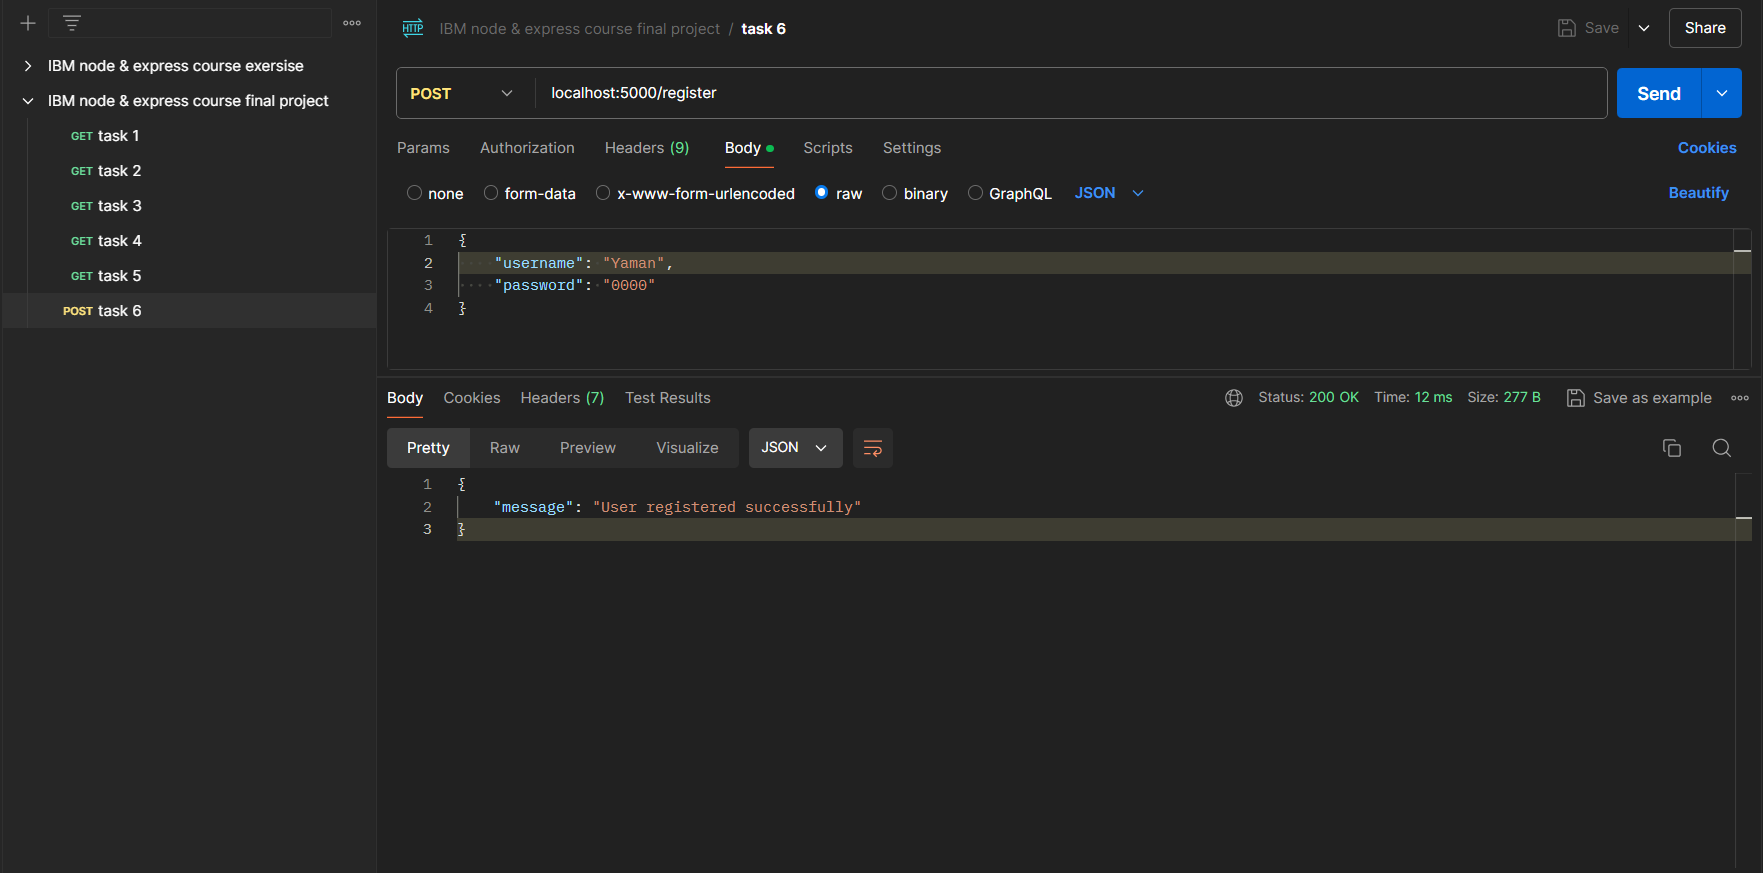 IBM node & express course exersise
IBM node & express course final project
GET task 1
GET task 2
GET task 3
GET task 4
GET task 5
POST task 6
HTTP IBM node & express course final project / task 6
Save
Share
POST localhost:5000/register
Send
Params Authorization Headers (9) Body Scripts Settings
Cookies
none form-data x-www-form-urlencoded raw binary GraphQL JSON
Beautify
1 {
2 "username": "Yaman",
3 "password": "0000"
4 }
Body Cookies Headers (7) Test Results
Status: 200 OK Time: 12 ms Size: 277 B Save as example
Pretty Raw Preview Visualize JSON
1 {
2 "message": "User registered successfully"
3 }